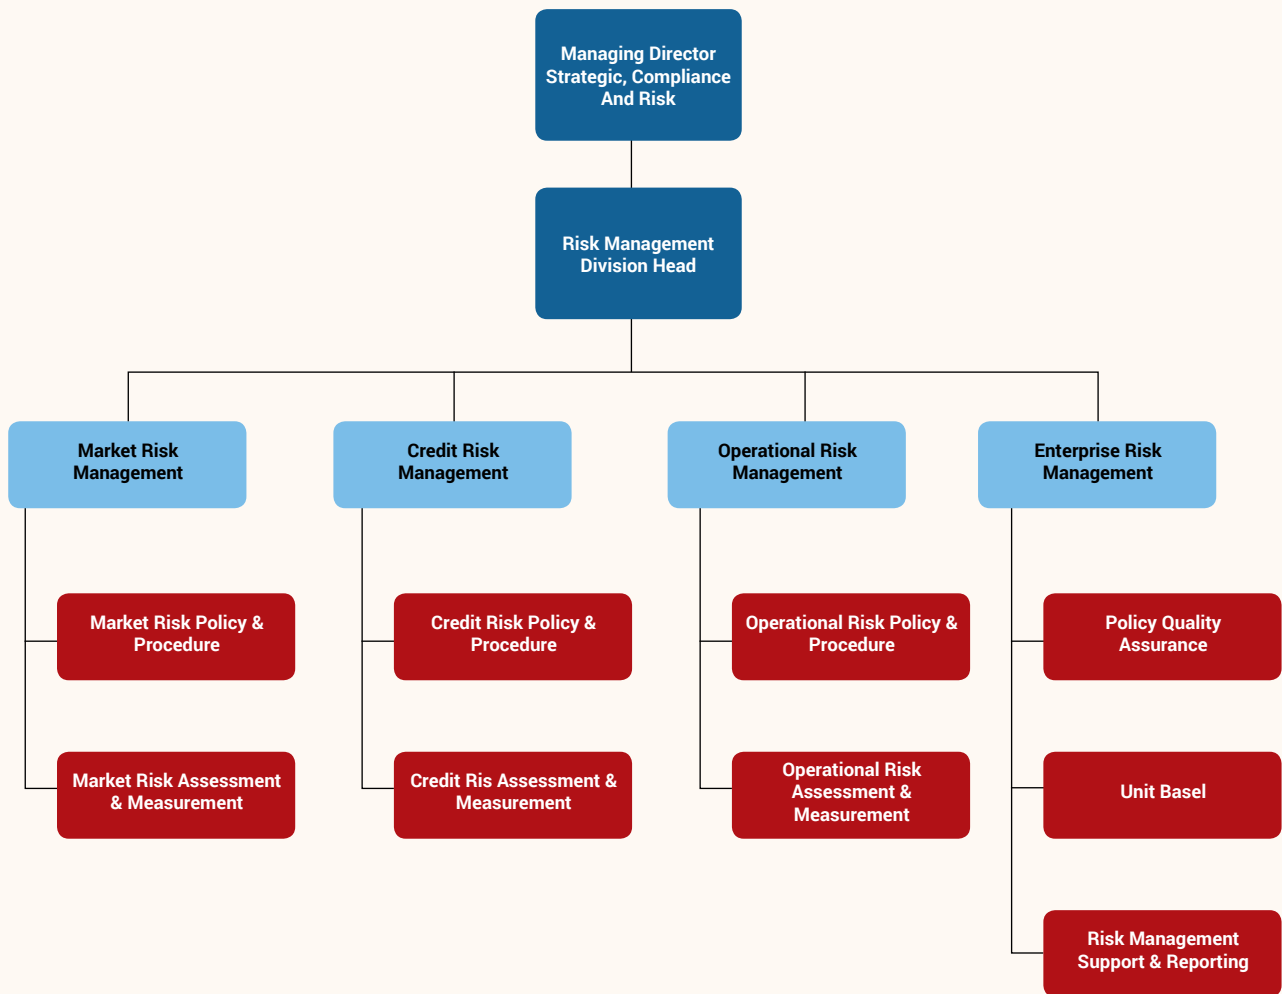 Managing Director
Strategic, Compliance
And Risk
Risk Management
Division Head
Market Risk
Management
Credit Risk
Management
Operational Risk
Management
Enterprise Risk
Management
Market Risk Policy &
Procedure
Credit Risk Policy &
Procedure
Operational Risk Policy &
Procedure
Policy Quality
Assurance
Market Risk Assessment
& Measurement
Credit Ris Assessment &
Measurement
Operational Risk
Assessment &
Measurement
Unit Basel
Risk Management
Support & Reporting